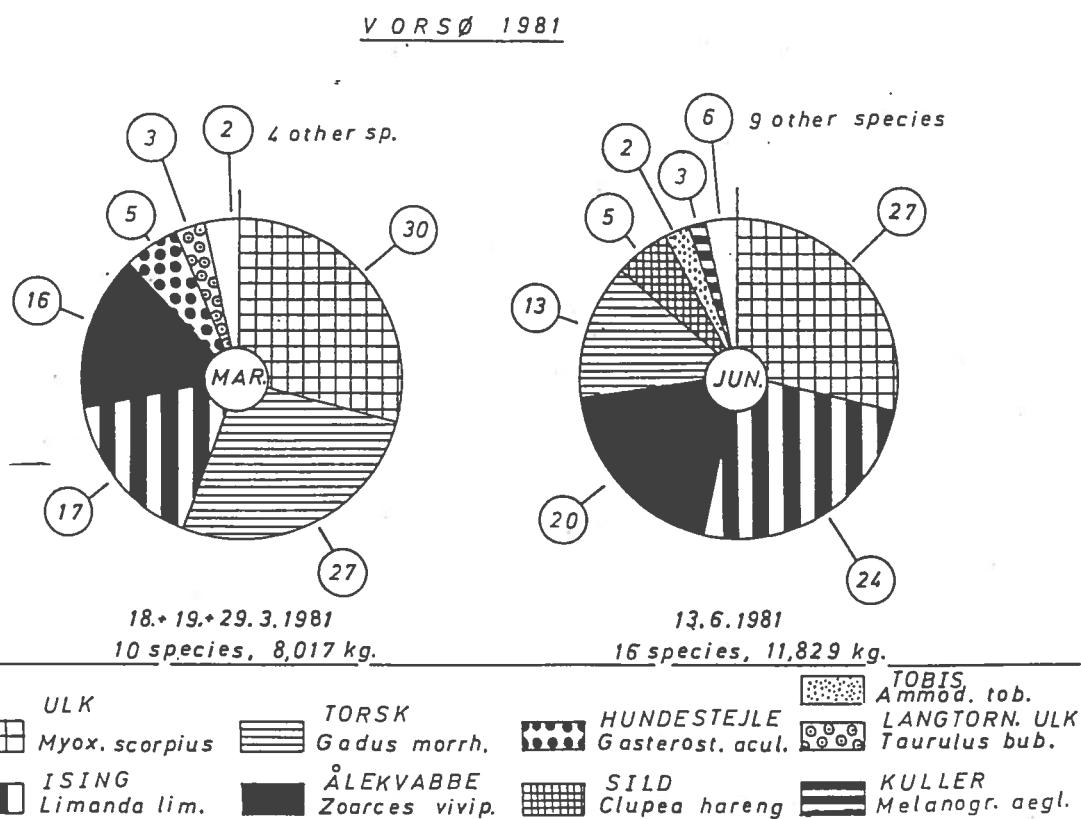 VORSØ 1981
2 4 other sp.
3
5
16
17
27
30
MAR.
18.+ 19.+ 29.3.1981
10 species, 8,017 kg.
6 9 other species
2
3
5
13
20
24
27
JUN.
13.6.1981
16 species, 11,829 kg.
ULK
Myox. scorpius
TORSK
Gadus morrh.
HUNDESTEJLE
Gasterost. acul.
TOBIS
Ammod. tob.
LANGTORN. ULK
Taurulus bub.
ISING
Limanda lim.
ÅLEKVABBE
Zoarces vivip.
SILD
Clupea hareng
KULLER
Melanogr. aegl.